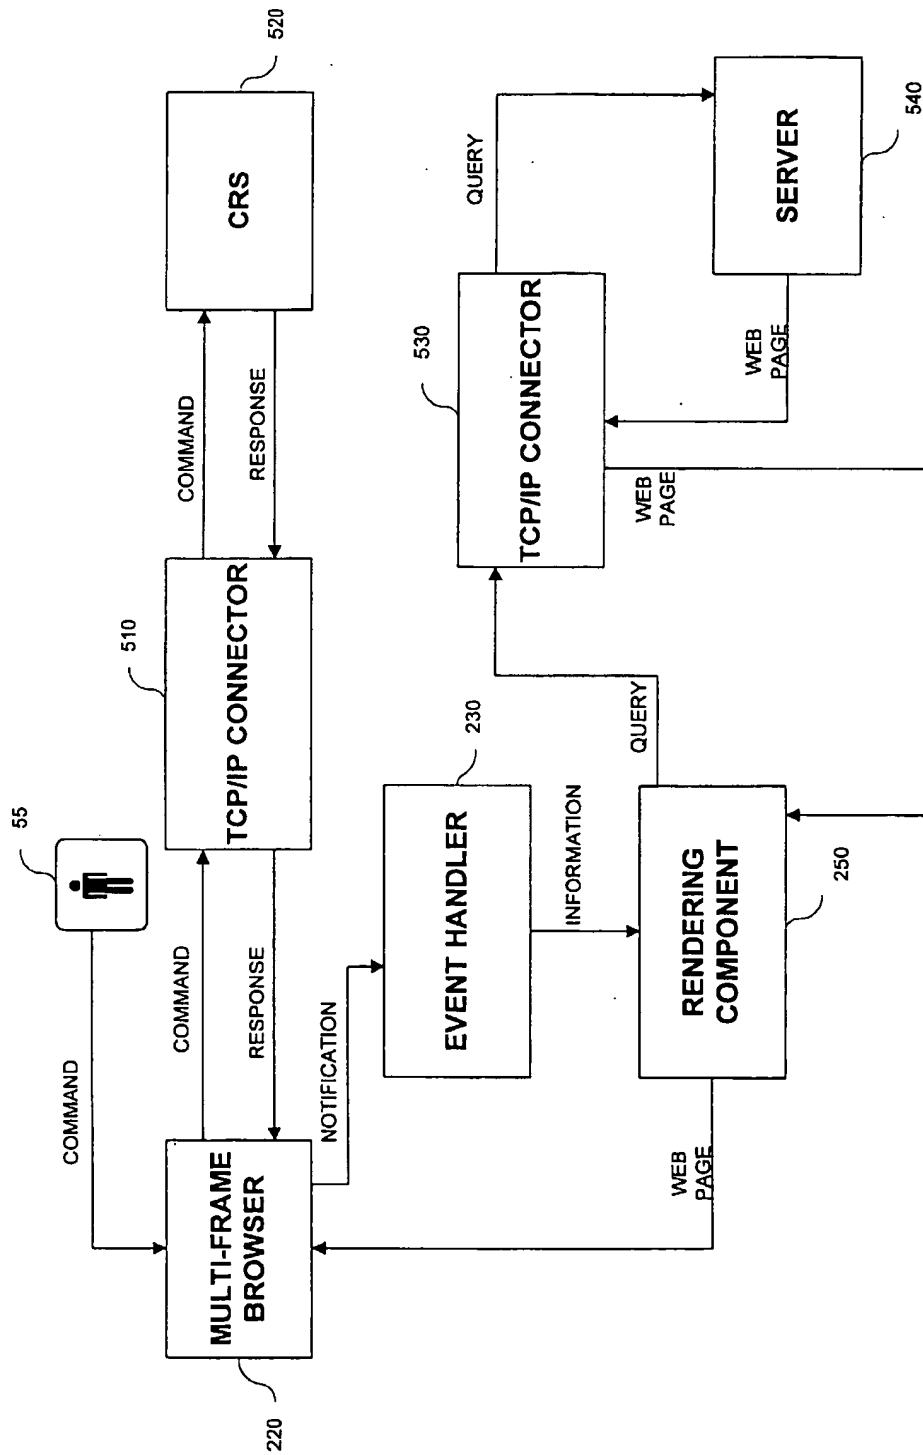 55
COMMAND
MULTI-FRAME
BROWSER
220
COMMAND
RESPONSE
510
TCP/IP CONNECTOR
COMMAND
RESPONSE
520
CRS
NOTIFICATION
230
EVENT HANDLER
INFORMATION
RENDERING
COMPONENT
250
WEB
PAGE
QUERY
530
TCP/IP CONNECTOR
WEB
PAGE
QUERY
WEB
PAGE
SERVER
540